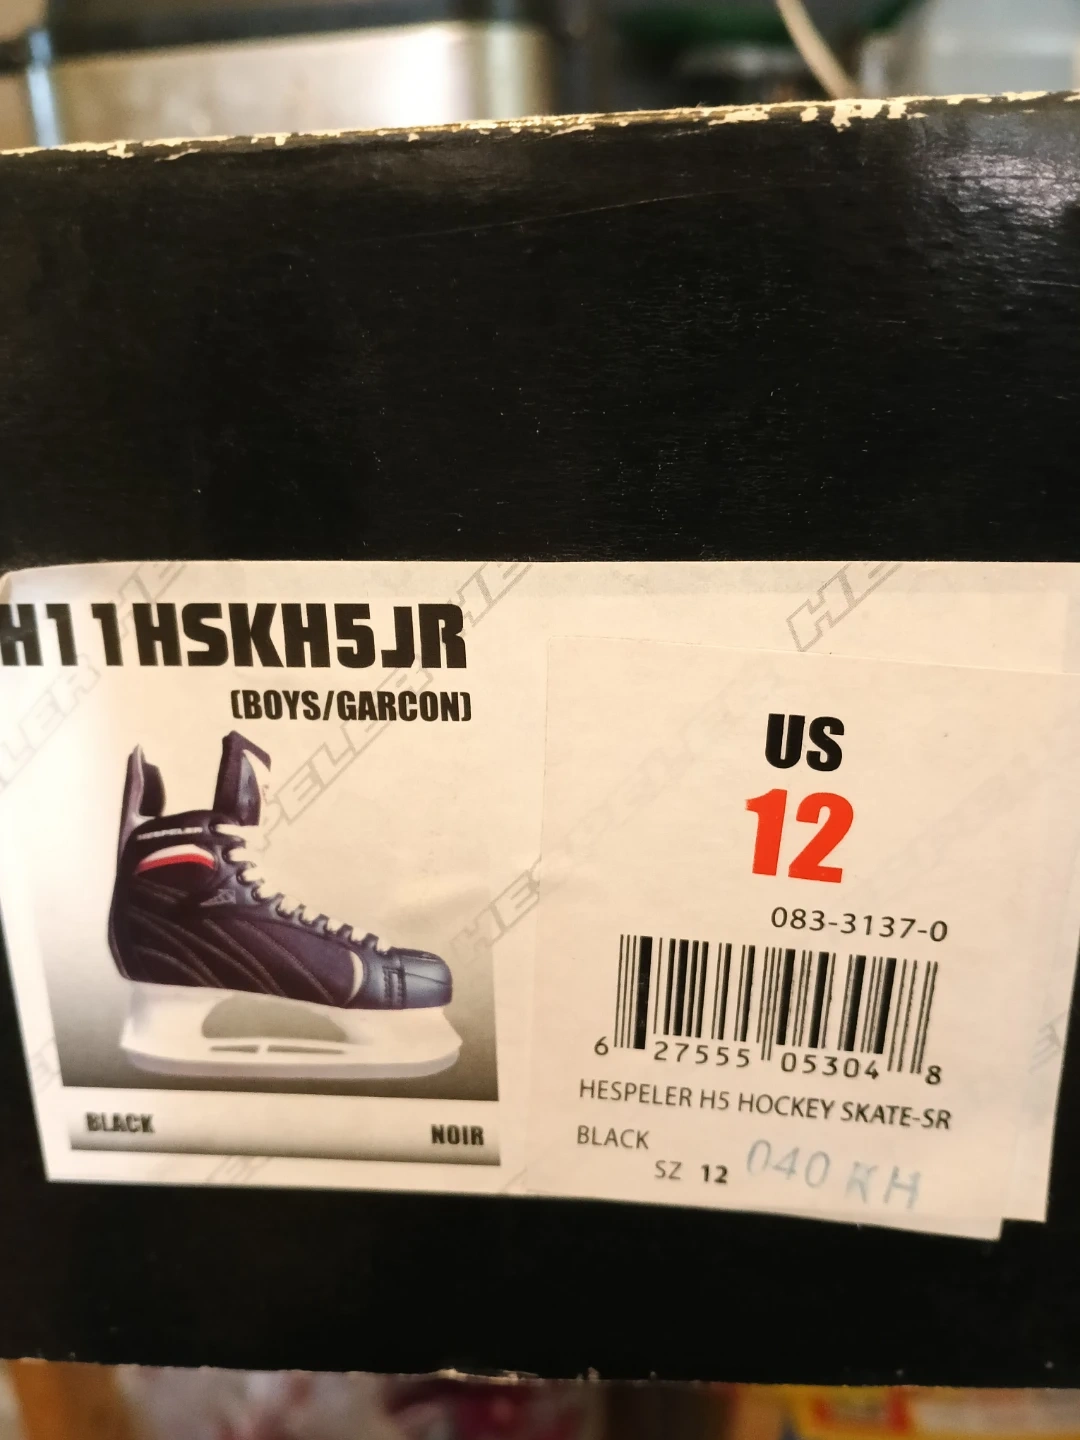 H11HSKH5JR
(BOYS/GARCON)
HESPELER
BLACK
NOIR
US
12
083-3137-0
6 27555 05304 8
HESPELER H5 HOCKEY SKATE-SR
BLACK
SZ 12
040 KH